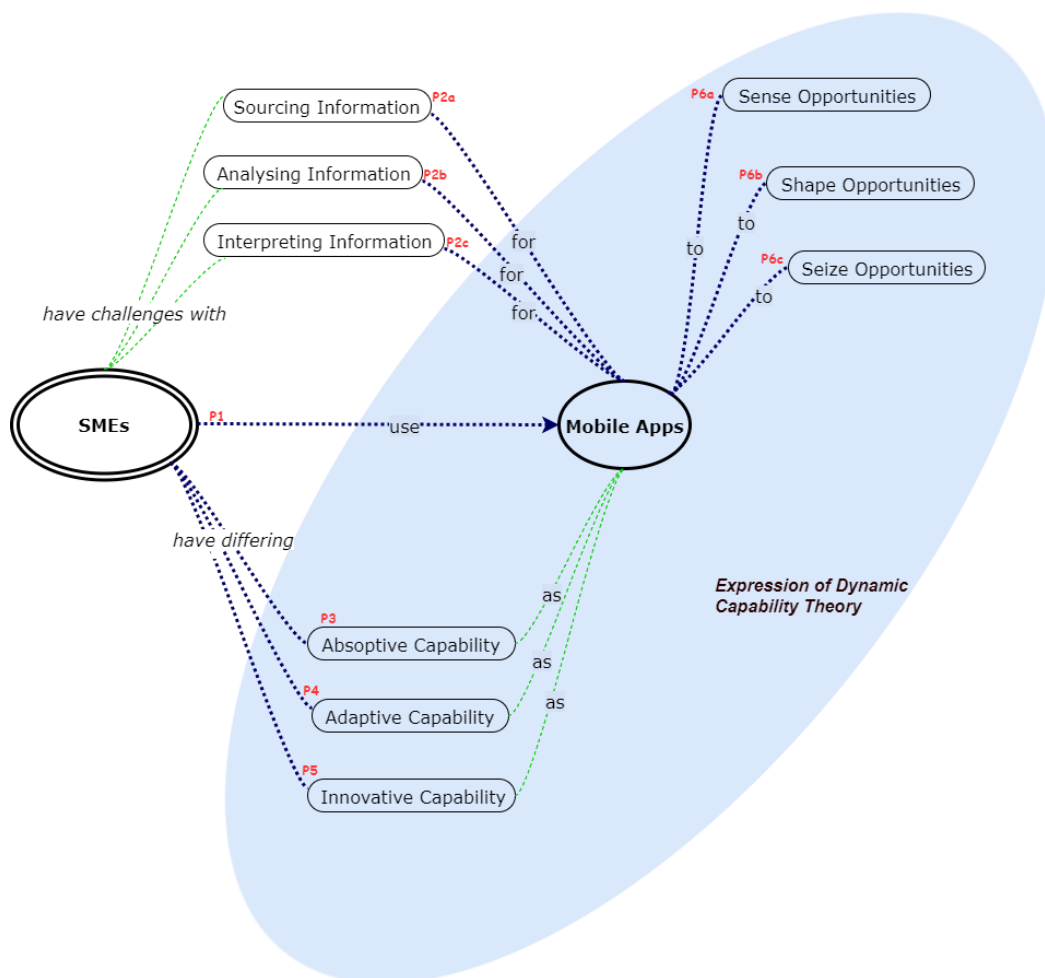 Sourcing Information
P2a
Analysing Information
P2b
Interpreting Information
P2c
P6a
Sense Opportunities
P6b
Shape Opportunities
P6c
Seize Opportunities
for
for
for
to
to
to
have challenges with
SMEs
P1
use
Mobile Apps
have differing
P3
Absoptive Capability
P4
Adaptive Capability
P5
Innovative Capability
as
as
as
Expression of Dynamic
Capability Theory